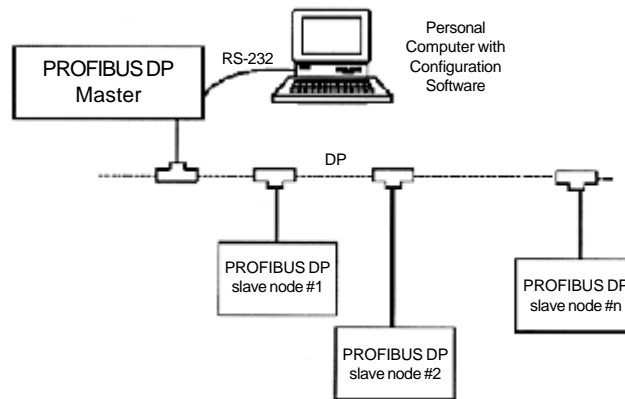 PROFIBUS DP
Master
RS-232
Personal
Computer with
Configuration
Software
DP
PROFIBUS DP
slave node #1
PROFIBUS DP
slave node #2
PROFIBUS DP
slave node #n